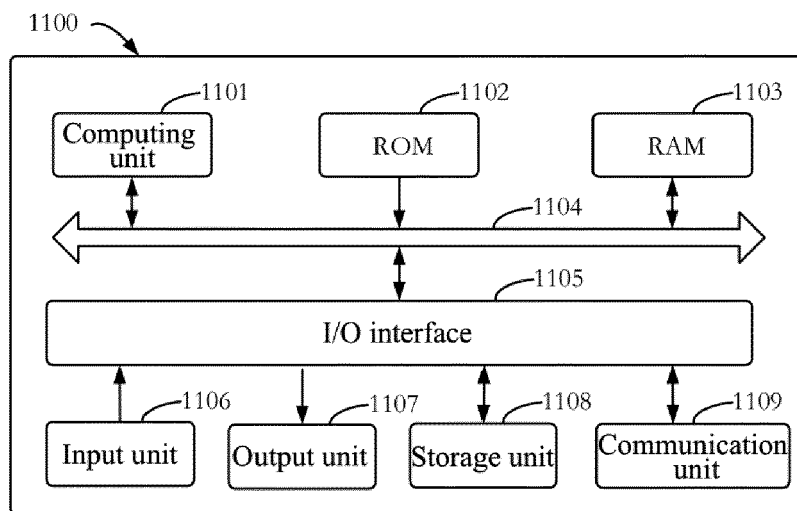 1100
1101
1102
1103
Computing
unit
ROM
RAM
1104
1105
I/O interface
1106
1107
1108
1109
Input unit
Output unit
Storage unit
Communication
unit